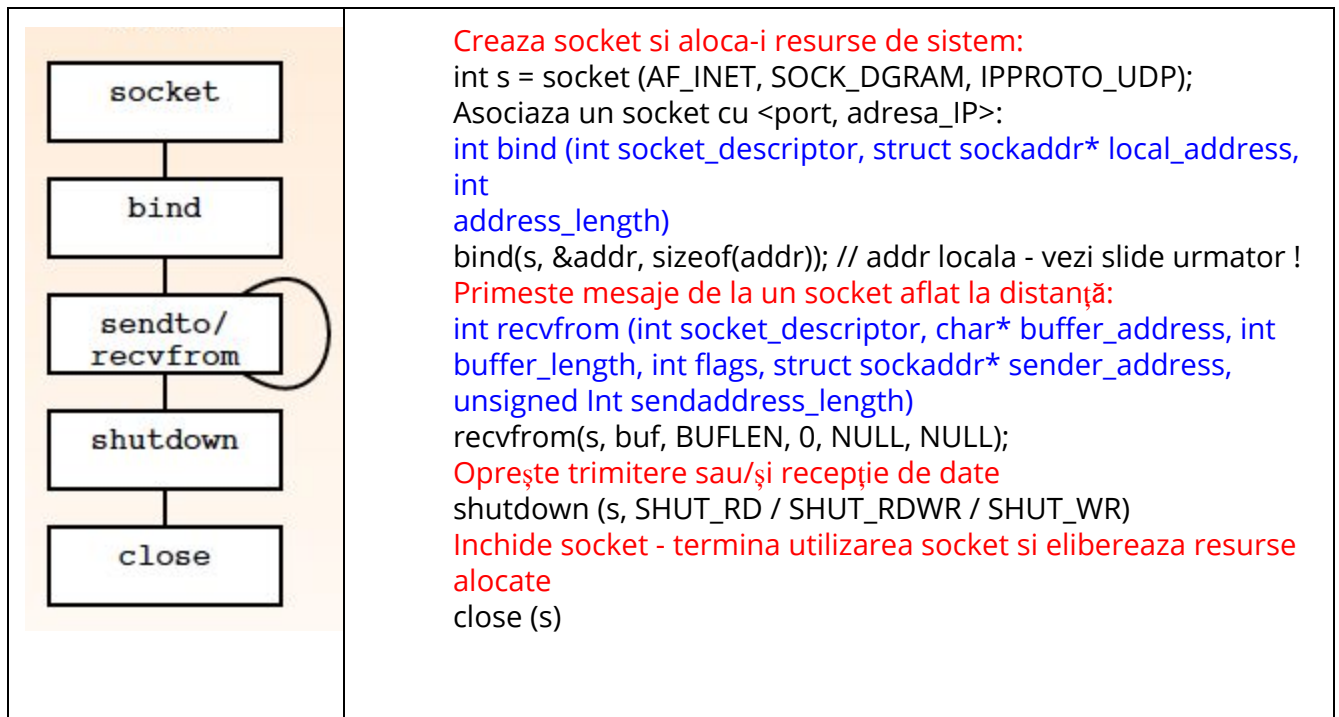 socket
bind
sendto/
recvfrom
shutdown
close
Creaza socket si aloca-i resurse de sistem:
int s = socket (AF_INET, SOCK_DGRAM, IPPROTO_UDP);
Asociaza un socket cu <port, adresa_IP>:
int bind (int socket_descriptor, struct sockaddr* local_address,
int
address_length)
bind(s, &addr, sizeof(addr)); // addr locala - vezi slide urmator !
Primeste mesaje de la un socket aflat la distanță:
int recvfrom (int socket_descriptor, char* buffer_address, int
buffer_length, int flags, struct sockaddr* sender_address,
unsigned Int sendaddress_length)
recvfrom(s, buf, BUFLEN, 0, NULL, NULL);
Oprește trimitere sau/și recepție de date
shutdown (s, SHUT_RD / SHUT_RDWR / SHUT_WR)
Inchide socket - termina utilizarea socket si elibereaza resurse
alocate
close (s)